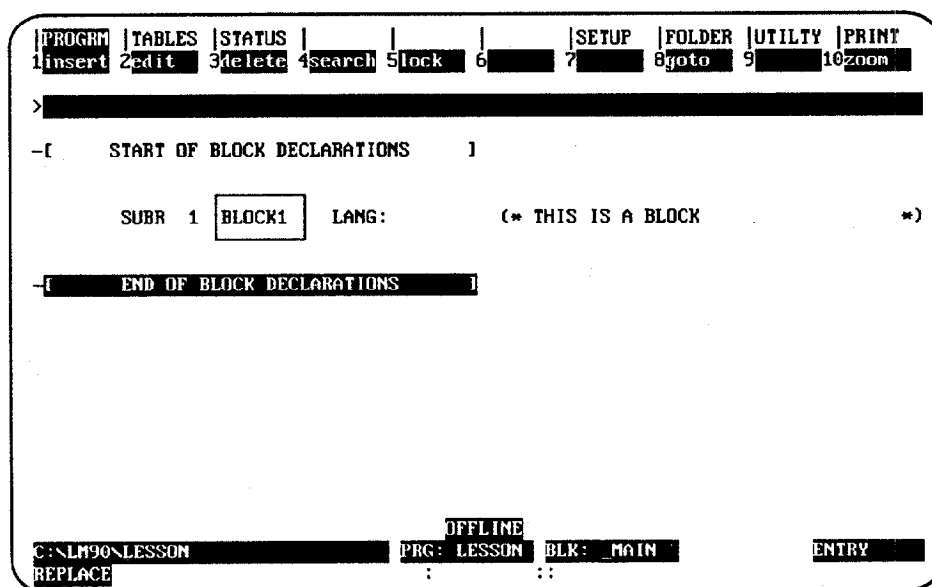 |PROGRM |TABLES |STATUS | | | |SETUP |FOLDER |UTILTY |PRINT
1insert 2edit 3delete 4search 5lock 6 7 8goto 9 10zoom
>
-[ START OF BLOCK DECLARATIONS ]
SUBR 1 BLOCK1 LANG: (* THIS IS A BLOCK *)
-[ END OF BLOCK DECLARATIONS ]
OFFLINE
C:\LM90\LESSON PRG: LESSON BLK: _MAIN ENTRY
REPLACE : ::